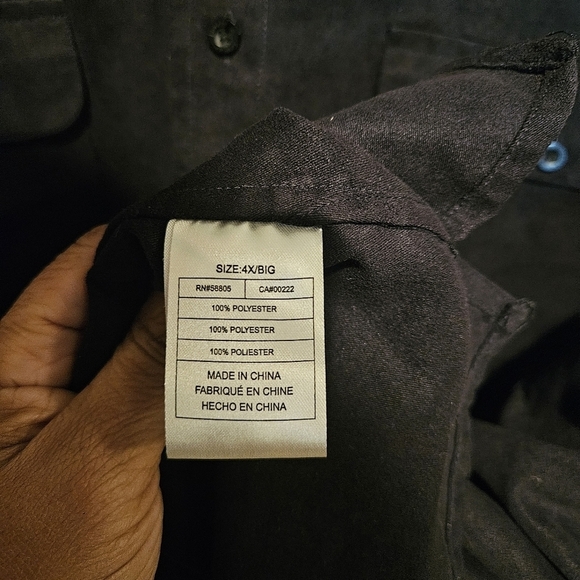 SIZE:4X/BIG
RN#56805 CA#00222
100% POLYESTER
100% POLYESTER
100% POLIESTER
MADE IN CHINA
FABRIQUÉ EN CHINE
HECHO EN CHINA